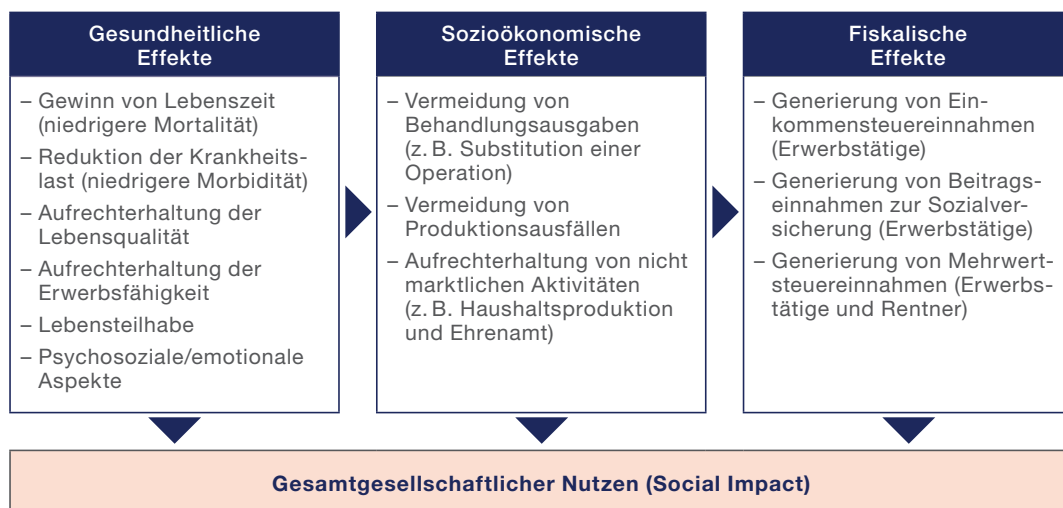 Gesundheitliche
Effekte
– Gewinn von Lebenszeit
(niedrigere Mortalität)
– Reduktion der Krankheits-
last (niedrigere Morbidität)
– Aufrechterhaltung der
Lebensqualität
– Aufrechterhaltung der
Erwerbsfähigkeit
– Lebensteilhabe
– Psychosoziale/emotionale
Aspekte
Sozioökonomische
Effekte
– Vermeidung von
Behandlungsausgaben
(z. B. Substitution einer
Operation)
– Vermeidung von
Produktionsausfällen
– Aufrechterhaltung von nicht
marktlichen Aktivitäten
(z. B. Haushaltsproduktion
und Ehrenamt)
Fiskalische
Effekte
– Generierung von Ein-
kommensteuereinnahmen
(Erwerbstätige)
– Generierung von Beitrags-
einnahmen zur Sozialver-
sicherung (Erwerbstätige)
– Generierung von Mehrwert-
steuereinnahmen (Erwerbs-
tätige und Rentner)
Gesamtgesellschaftlicher Nutzen (Social Impact)